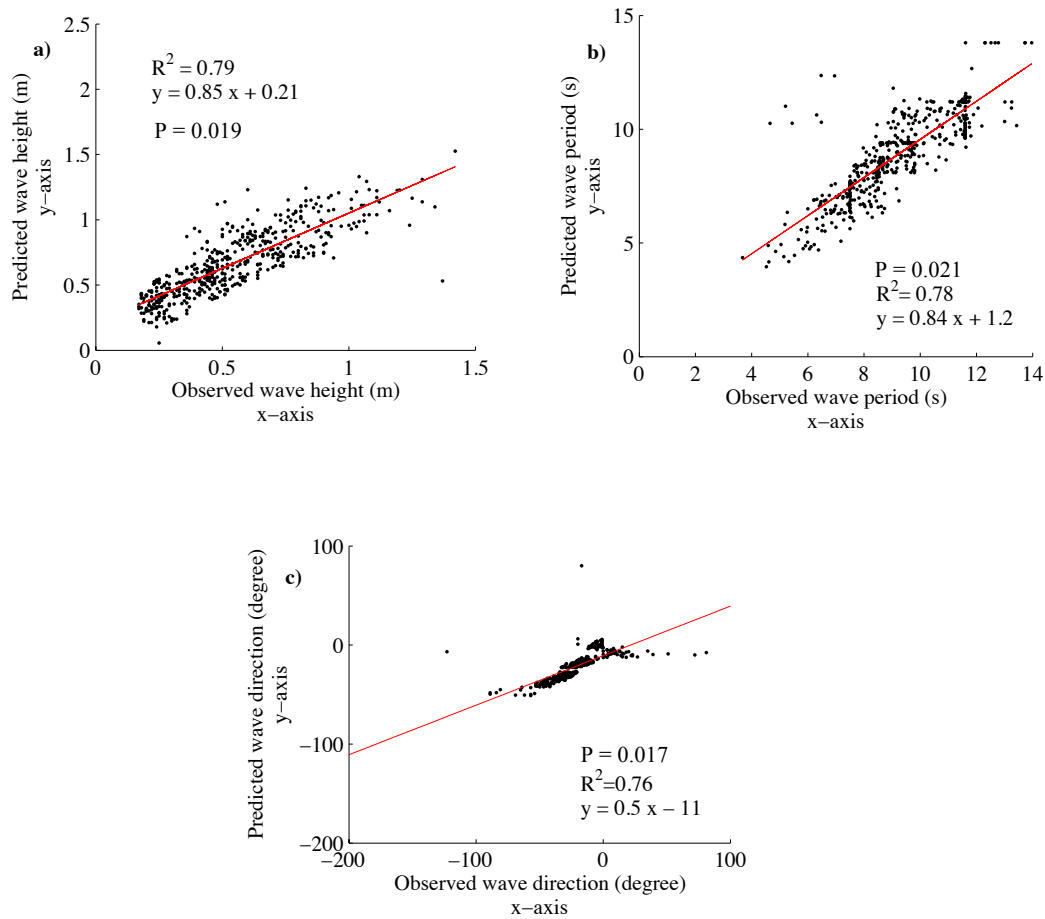 a)
R² = 0.79
y = 0.85 x + 0.21
P = 0.019
Predicted wave height (m)
y−axis
2.5
2
1.5
1
0.5
0
0 0.5 1 1.5
Observed wave height (m)
x−axis
b)
Predicted wave period (s)
y−axis
15
10
5
0
P = 0.021
R²= 0.78
y = 0.84 x + 1.2
0 2 4 6 8 10 12 14
Observed wave period (s)
x−axis
c)
Predicted wave direction (degree)
y−axis
100
0
−100
−200
P = 0.017
R²=0.76
y = 0.5 x − 11
−200 −100 0 100
Observed wave direction (degree)
x−axis